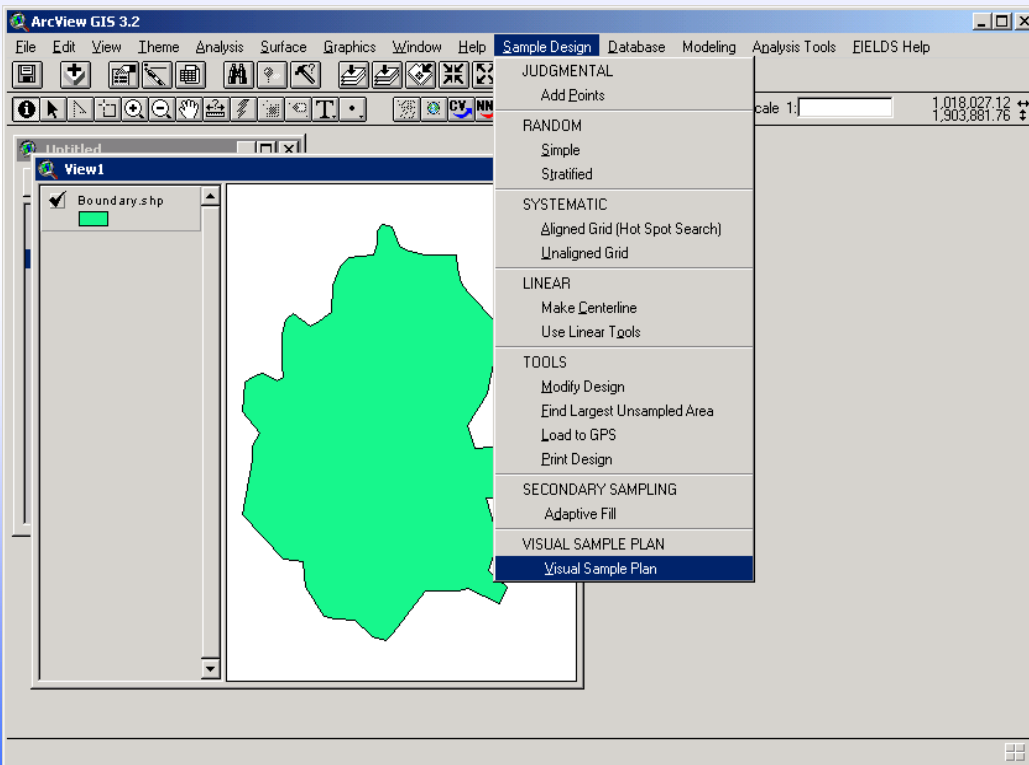 ArcView GIS 3.2
File Edit View Theme Analysis Surface Graphics Window Help Sample Design Database Modeling Analysis Tools FIELDS Help
cale 1:
1,018,027.12
1,903,881.76
Untitled
View1
Boundary.shp
JUDGMENTAL
Add Points
RANDOM
Simple
Stratified
SYSTEMATIC
Aligned Grid (Hot Spot Search)
Unaligned Grid
LINEAR
Make Centerline
Use Linear Tools
TOOLS
Modify Design
Find Largest Unsampled Area
Load to GPS
Print Design
SECONDARY SAMPLING
Adaptive Fill
VISUAL SAMPLE PLAN
Visual Sample Plan